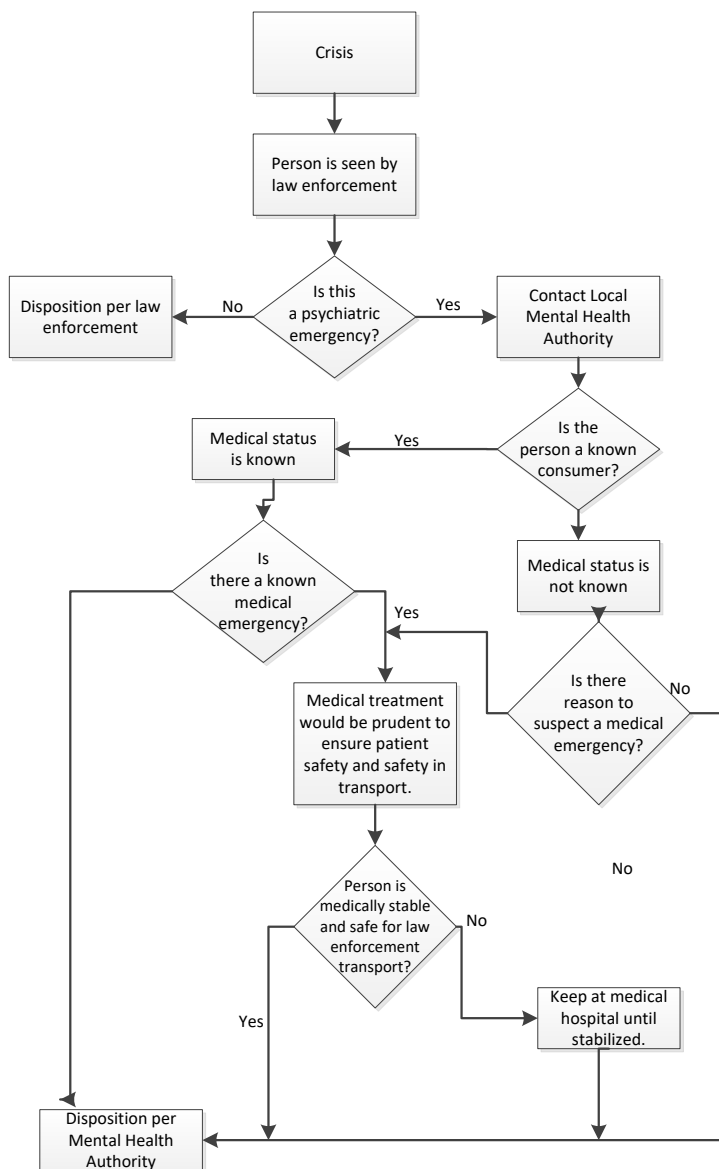 Crisis
Person is seen by
law enforcement
Is this
a psychiatric
emergency?
No
Yes
Disposition per law
enforcement
Contact Local
Mental Health
Authority
Is the
person a known
consumer?
Yes
Medical status
is known
Medical status is
not known
Is
there a known
medical
emergency?
Yes
Is there
reason to
suspect a medical
emergency?
No
Medical treatment
would be prudent to
ensure patient
safety and safety in
transport.
No
Person is
medically stable
and safe for law
enforcement
transport?
No
Yes
Keep at medical
hospital until
stabilized.
Disposition per
Mental Health
Authority